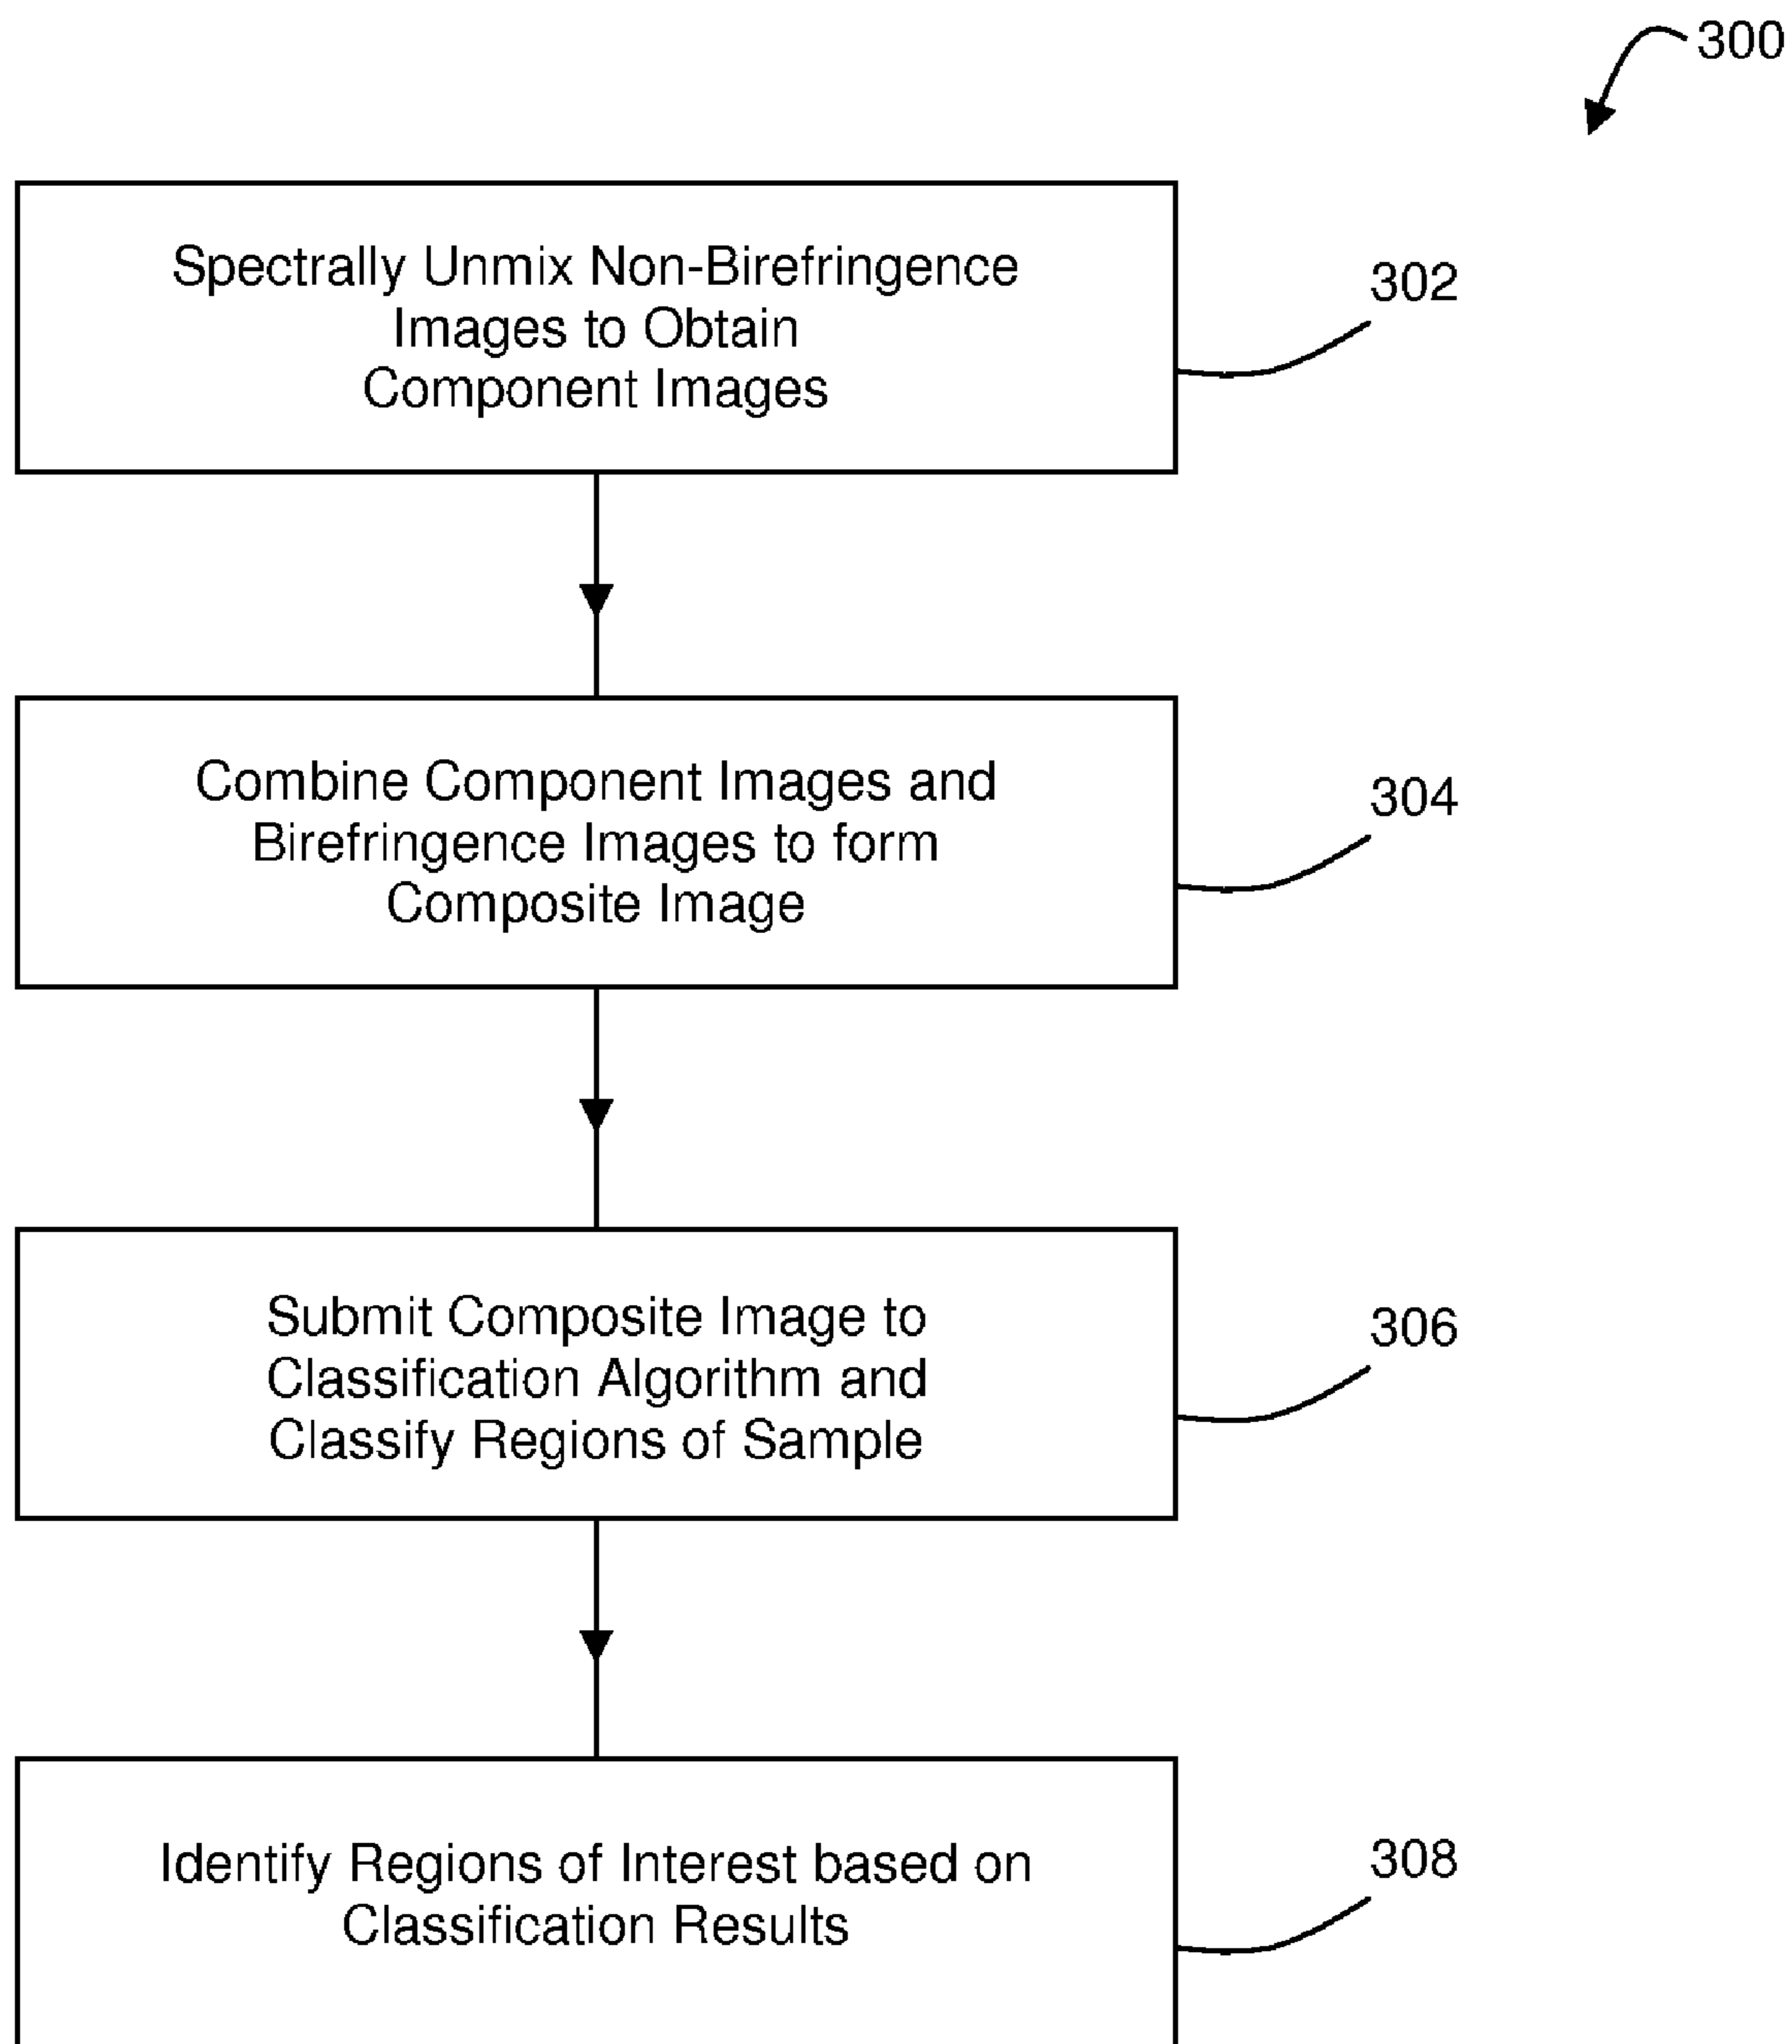 300
Spectrally Unmix Non-Birefringence
Images to Obtain
Component Images
302
Combine Component Images and
Birefringence Images to form
Composite Image
304
Submit Composite Image to
Classification Algorithm and
Classify Regions of Sample
306
Identify Regions of Interest based on
Classification Results
308